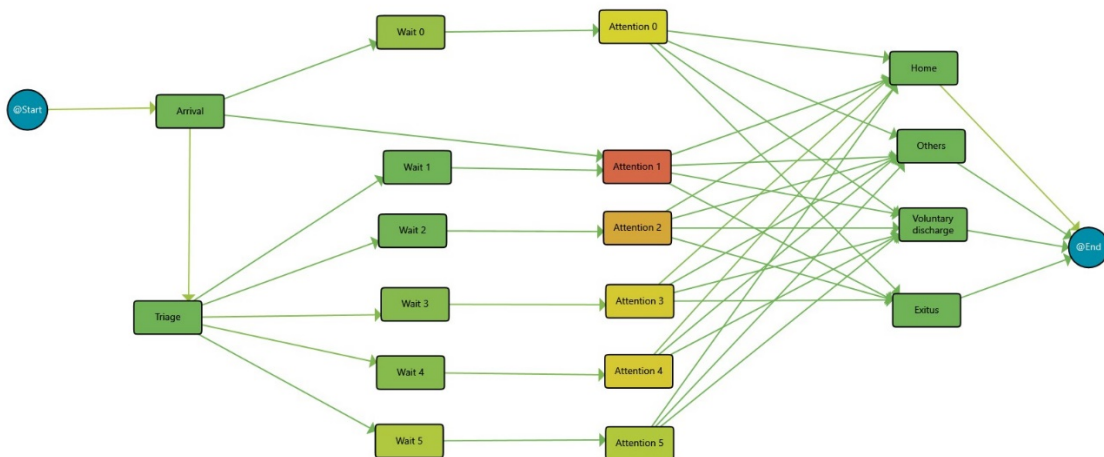 @Start
Arrival
Triage
Wait 0
Wait 1
Wait 2
Wait 3
Wait 4
Wait 5
Attention 0
Attention 1
Attention 2
Attention 3
Attention 4
Attention 5
Home
Others
Voluntary
discharge
Exitus
@End